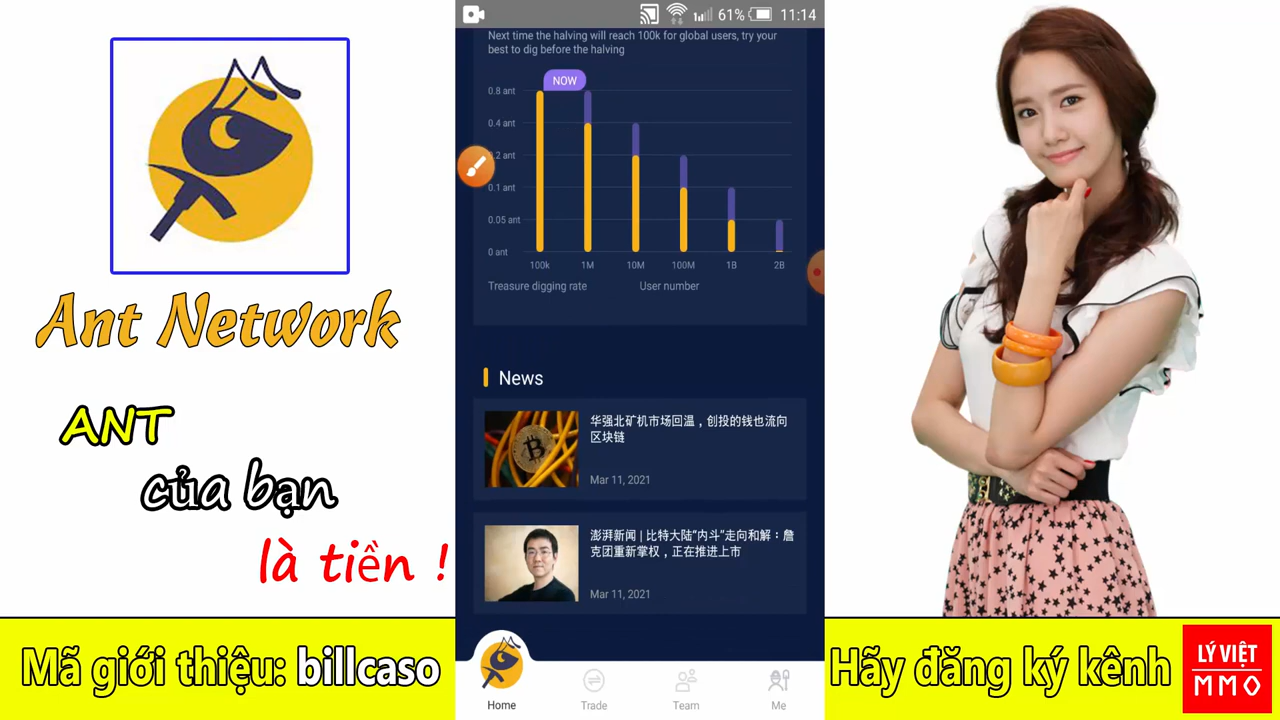 61% 11:14
Next time the halving will reach 100k for global users, try your
best to dig before the halving
NOW
0.8 ant
0.4 ant
.2 ant
0.1 ant
0.05 ant
0 ant
100k 1M 10M 100M 1B 2B
Treasure digging rate User number
News
华强北矿机市场回温，创投的钱也流向
区块链
Mar 11, 2021
澎湃新闻 | 比特大陆“内斗”走向和解：詹
克团重新掌权，正在推进上市
Mar 11, 2021
Home Trade Team Me
Ant Network
ANT
của bạn
là tiền !
Mã giới thiệu: billcaso
Hãy đăng ký kênh
LÝ VIỆT
MMO